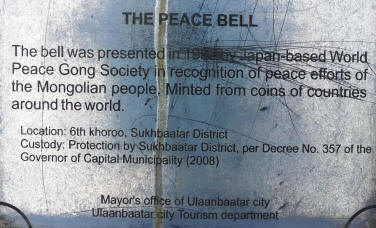 THE PEACE BELL
The bell was presented in by Japan-based World
Peace Gong Society in recognition of peace efforts of
the Mongolian people. Minted from coins of countries
around the world.
Location: 6th khoroo, Sukhbaatar District
Custody: Protection by Sukhbaatar District, per Decree No. 357 of the
Governor of Capital Municipality (2008)
Mayor's office of Ulaanbaatar city
Ulaanbaatar city Tourism department